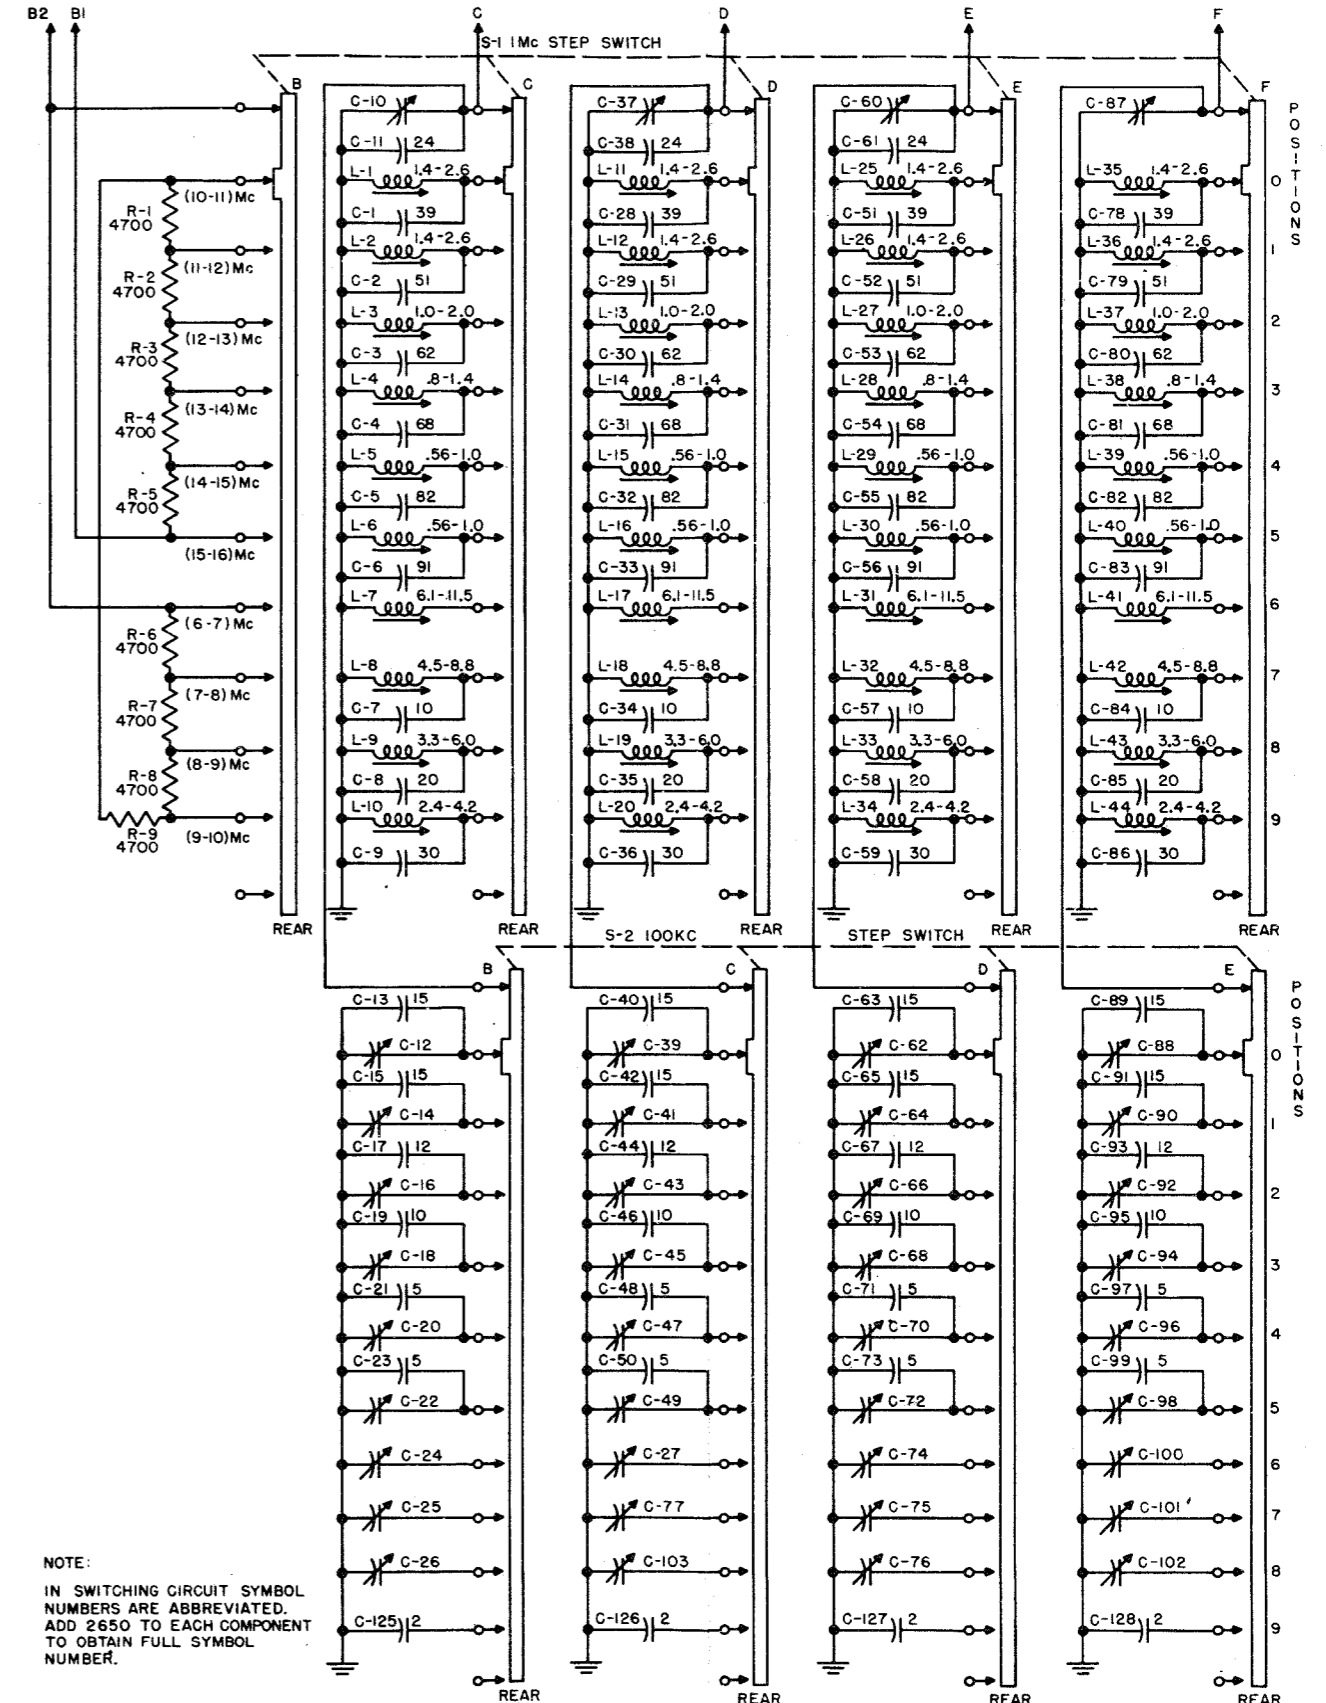 B2 B1 C D E F
S-1 1Mc STEP SWITCH
B C D E F
C-10 C-37 C-60 C-87
C-11 24 C-38 24 C-61 24
POSITIONS
L-1 1.4-2.6 L-11 1.4-2.6 L-25 1.4-2.6 L-35 1.4-2.6 0
(10-11)Mc
R-1 4700
C-1 39 C-28 39 C-51 39 C-78 39
L-2 1.4-2.6 L-12 1.4-2.6 L-26 1.4-2.6 L-36 1.4-2.6 1
(11-12)Mc
R-2 4700
C-2 51 C-29 51 C-52 51 C-79 51
L-3 1.0-2.0 L-13 1.0-2.0 L-27 1.0-2.0 L-37 1.0-2.0 2
(12-13)Mc
R-3 4700
C-3 62 C-30 62 C-53 62 C-80 62
L-4 .8-1.4 L-14 .8-1.4 L-28 .8-1.4 L-38 .8-1.4 3
(13-14)Mc
R-4 4700
C-4 68 C-31 68 C-54 68 C-81 68
L-5 .56-1.0 L-15 .56-1.0 L-29 .56-1.0 L-39 .56-1.0 4
(14-15)Mc
R-5 4700
C-5 82 C-32 82 C-55 82 C-82 82
L-6 .56-1.0 L-16 .56-1.0 L-30 .56-1.0 L-40 .56-1.0 5
(15-16)Mc
C-6 91 C-33 91 C-56 91 C-83 91
L-7 6.1-11.5 L-17 6.1-11.5 L-31 6.1-11.5 L-41 6.1-11.5 6
(6-7)Mc
R-6 4700
L-8 4.5-8.8 L-18 4.5-8.8 L-32 4.5-8.8 L-42 4.5-8.8 7
(7-8)Mc
R-7 4700
C-7 10 C-34 10 C-57 10 C-84 10
L-9 3.3-6.0 L-19 3.3-6.0 L-33 3.3-6.0 L-43 3.3-6.0 8
(8-9)Mc
R-8 4700
C-8 20 C-35 20 C-58 20 C-85 20
L-10 2.4-4.2 L-20 2.4-4.2 L-34 2.4-4.2 L-44 2.4-4.2 9
R-9 4700
(9-10)Mc
C-9 30 C-36 30 C-59 30 C-86 30
REAR REAR REAR REAR REAR
S-2 100KC STEP SWITCH
B C D E
POSITIONS
C-13 15 C-40 15 C-63 15 C-89 15
C-12 C-39 C-62 C-88 0
C-15 15 C-42 15 C-65 15 C-91 15
C-14 C-41 C-64 C-90 1
C-17 12 C-44 12 C-67 12 C-93 12
C-16 C-43 C-66 C-92 2
C-19 10 C-46 10 C-69 10 C-95 10
C-18 C-45 C-68 C-94 3
C-21 5 C-48 5 C-71 5 C-97 5
C-20 C-47 C-70 C-96 4
C-23 5 C-50 5 C-73 5 C-99 5
C-22 C-49 C-72 C-98 5
C-24 C-27 C-74 C-100 6
C-25 C-77 C-75 C-101 7
C-26 C-103 C-76 C-102 8
C-125 2 C-126 2 C-127 2 C-128 2 9
REAR REAR REAR REAR
NOTE:
IN SWITCHING CIRCUIT SYMBOL
NUMBERS ARE ABBREVIATED.
ADD 2650 TO EACH COMPONENT
TO OBTAIN FULL SYMBOL
NUMBER.